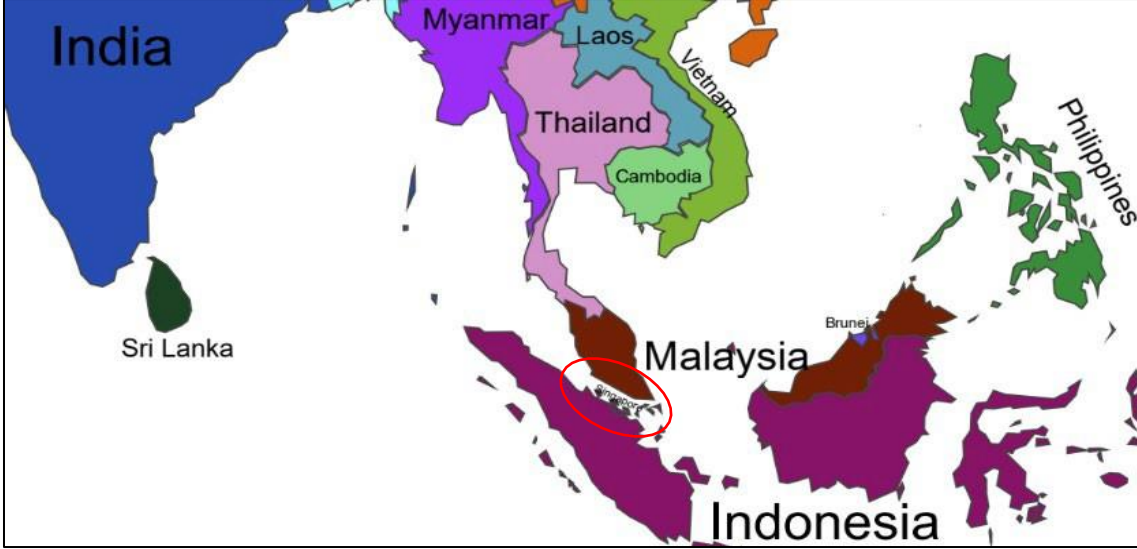 India
Myanmar
Laos
Vietnam
Thailand
Cambodia
Philippines
Sri Lanka
Brunei
Malaysia
Singapore
Indonesia